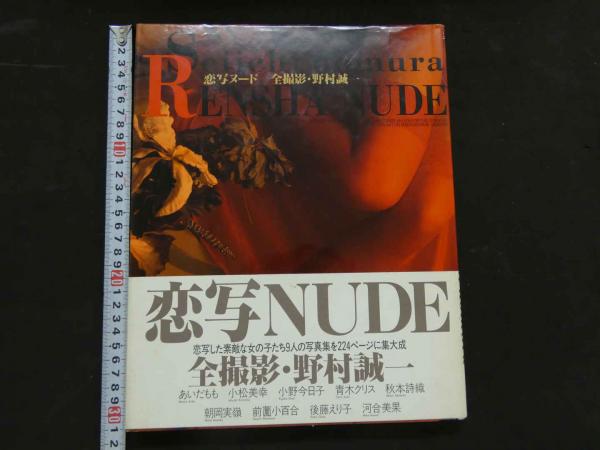 Seiichi Nomura
恋写ヌード 全撮影・野村誠一
RENSHA NUDE
恋写NUDE
恋写した素敵な女の子たち9人の写真集を224ページに集大成
全撮影・野村誠一
あいだもも 小松美幸 小野今日子 青木クリス 秋本詩織
朝岡実嶺 前園小百合 後藤えり子 河合美果
10
20
30